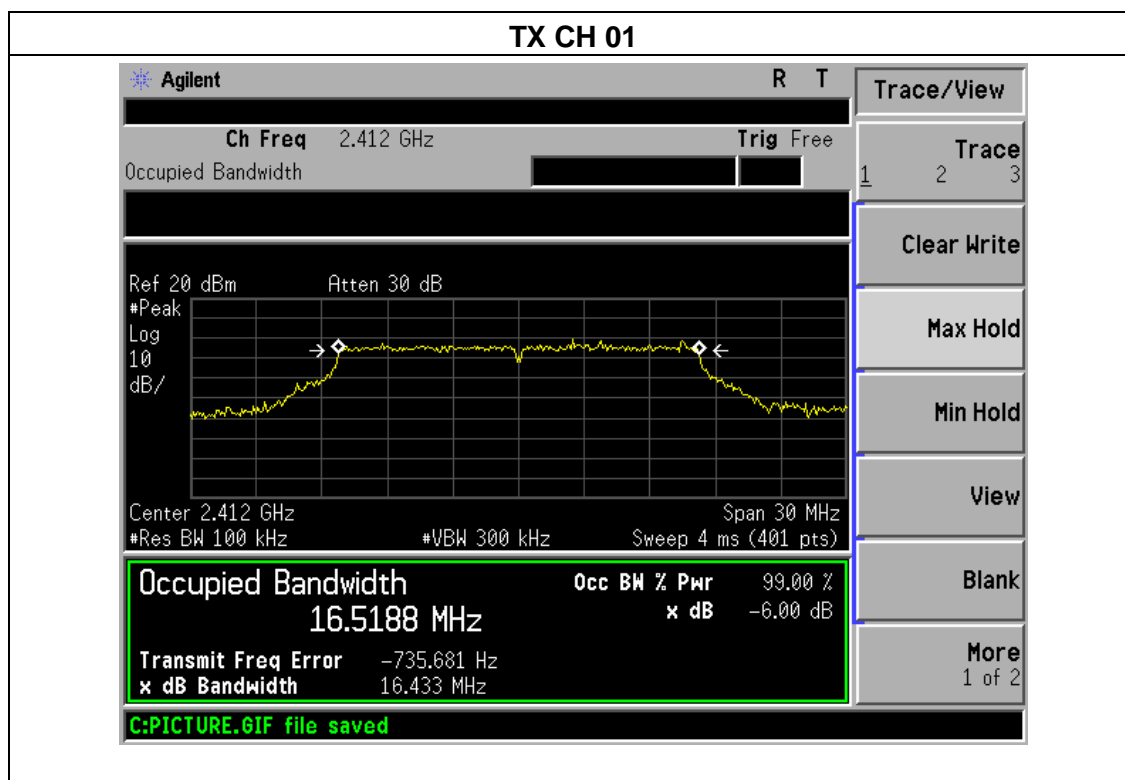 TX CH 01
Agilent R T
Ch Freq 2.412 GHz Trig Free
Occupied Bandwidth
Ref 20 dBm Atten 30 dB
#Peak
Log
10
dB/
Center 2.412 GHz Span 30 MHz
#Res BW 100 kHz #VBW 300 kHz Sweep 4 ms (401 pts)
Occupied Bandwidth Occ BW % Pwr 99.00 %
16.5188 MHz x dB -6.00 dB
Transmit Freq Error -735.681 Hz
x dB Bandwidth 16.433 MHz
C:PICTURE.GIF file saved
Trace/View
Trace
1 2 3
Clear Write
Max Hold
Min Hold
View
Blank
More
1 of 2